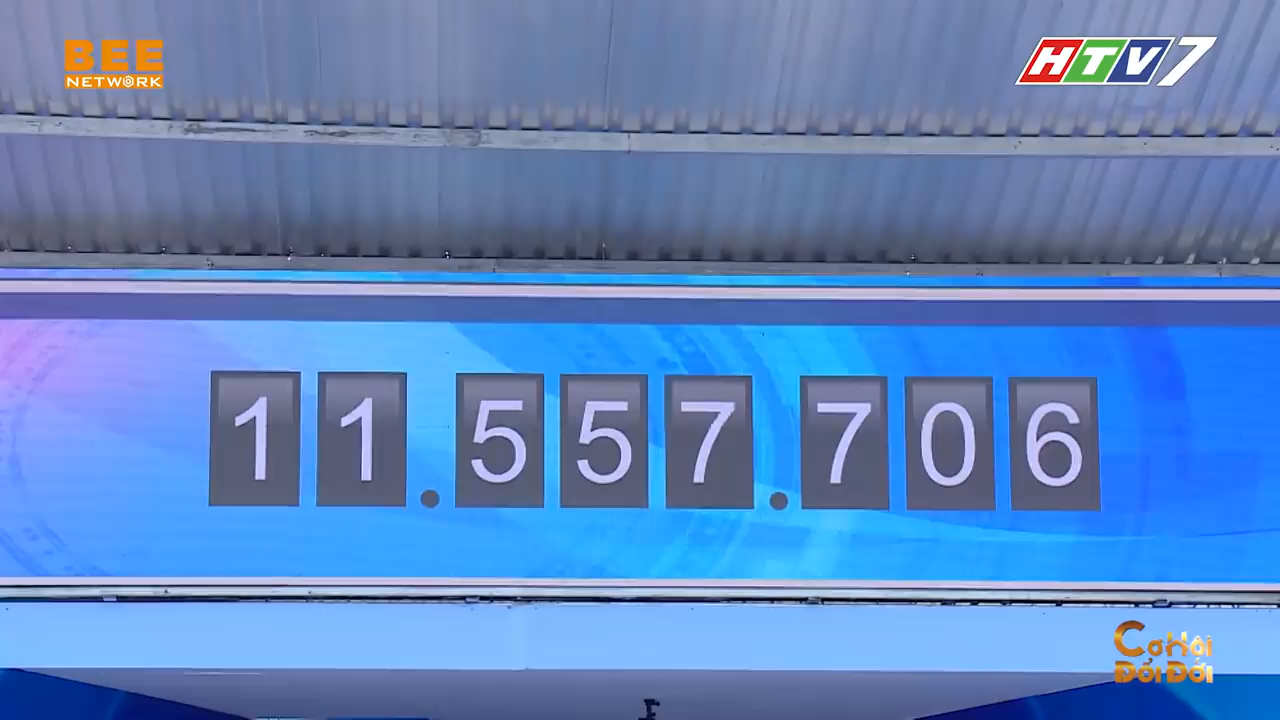 BEE
NETWORK
HTV7
11.557.706
Cơ Hội
Đổi Đời